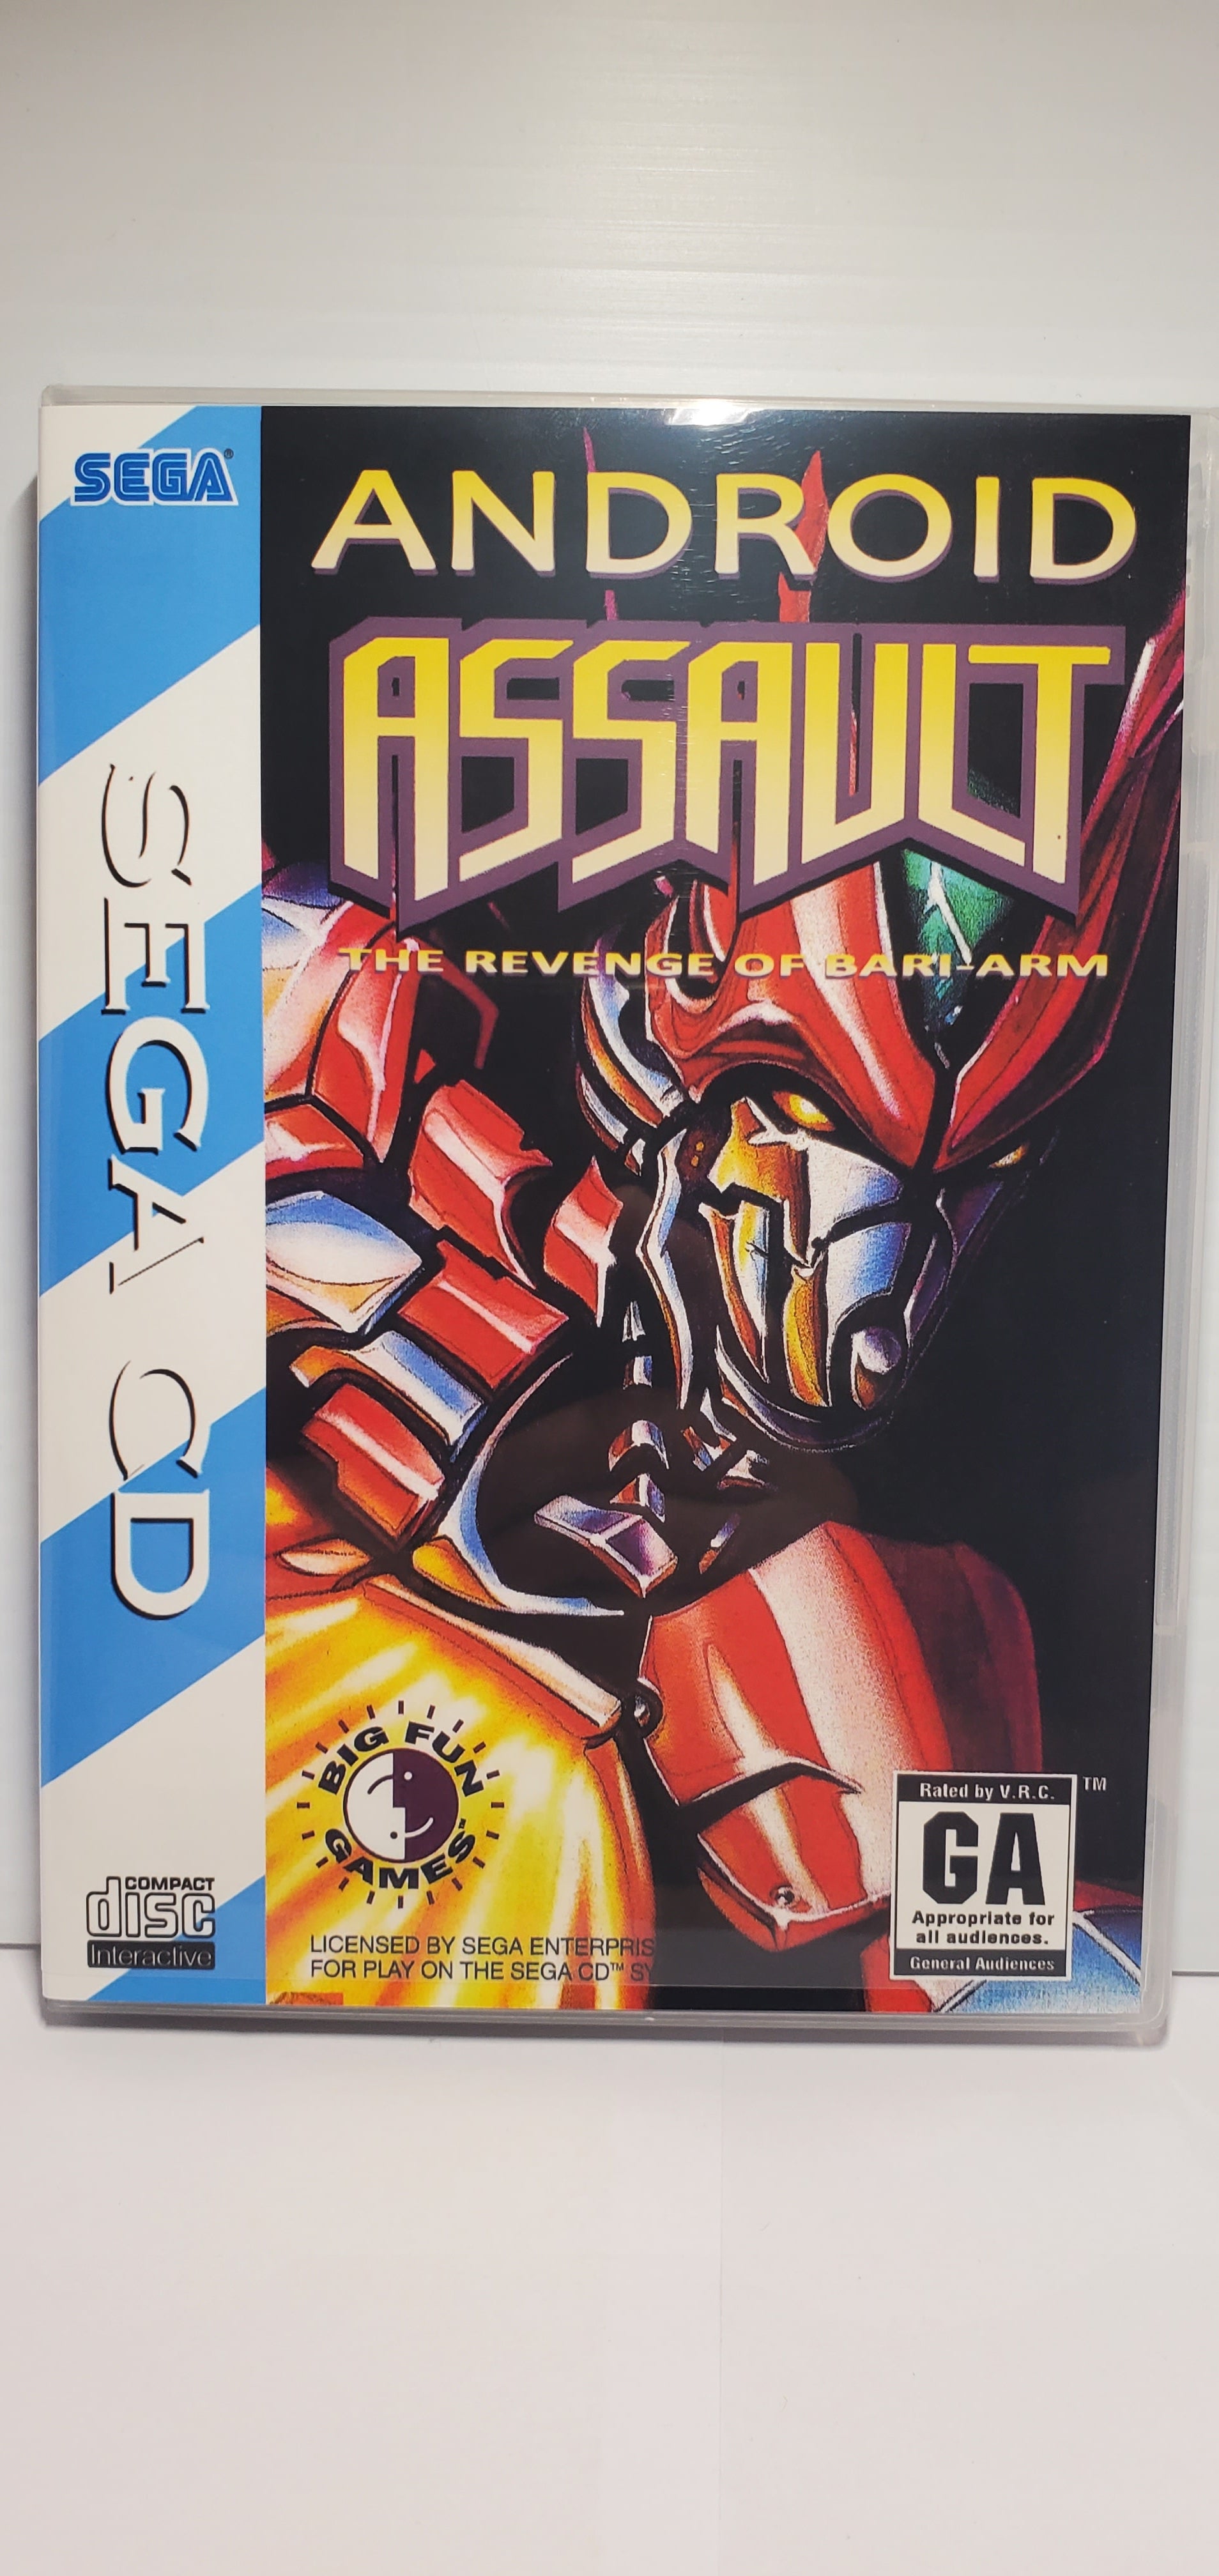 SEGA®
SEGA CD
COMPACT
disc
Interactive
ANDROID
ASSAULT
THE REVENGE OF BARI-ARM
BIG FUN
GAMES™
LICENSED BY SEGA ENTERPRIS
FOR PLAY ON THE SEGA CD™ SY
Rated by V.R.C. ™
GA
Appropriate for
all audiences.
General Audiences